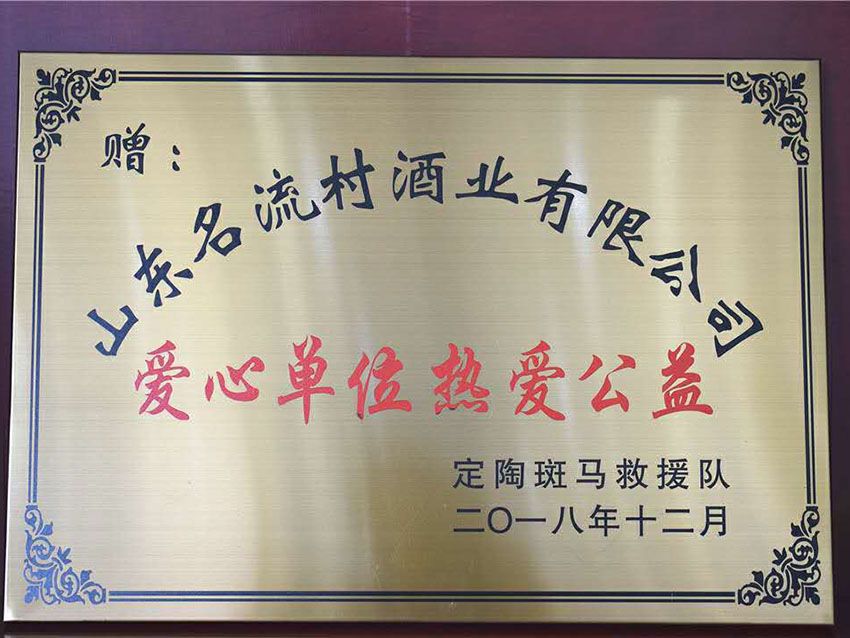 赠：
山东名流村酒业有限公司
爱心单位热爱公益
定陶斑马救援队
二〇一八年十二月